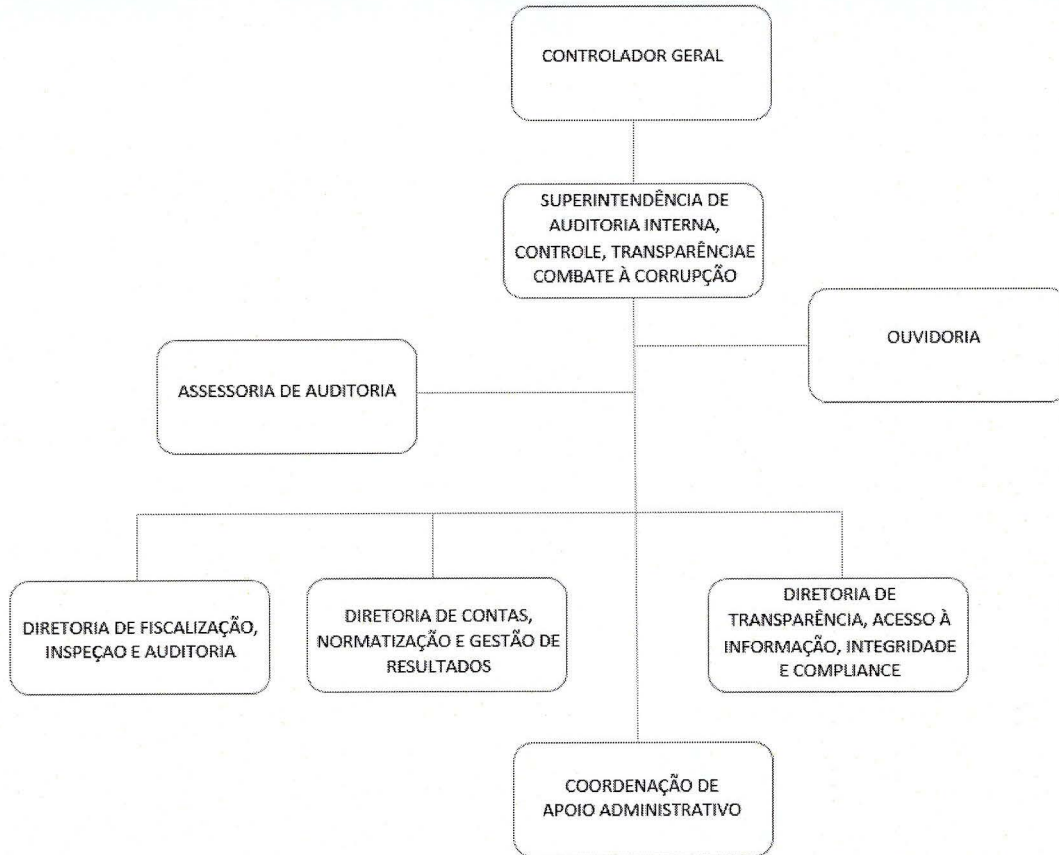 CONTROLADOR GERAL
SUPERINTENDÊNCIA DE
AUDITORIA INTERNA,
CONTROLE, TRANSPARÊNCIAE
COMBATE À CORRUPÇÃO
OUVIDORIA
ASSESSORIA DE AUDITORIA
DIRETORIA DE FISCALIZAÇÃO,
INSPEÇAO E AUDITORIA
DIRETORIA DE CONTAS,
NORMATIZAÇÃO E GESTÃO DE
RESULTADOS
DIRETORIA DE
TRANSPARÊNCIA, ACESSO À
INFORMAÇÃO, INTEGRIDADE
E COMPLIANCE
COORDENAÇÃO DE
APOIO ADMINISTRATIVO